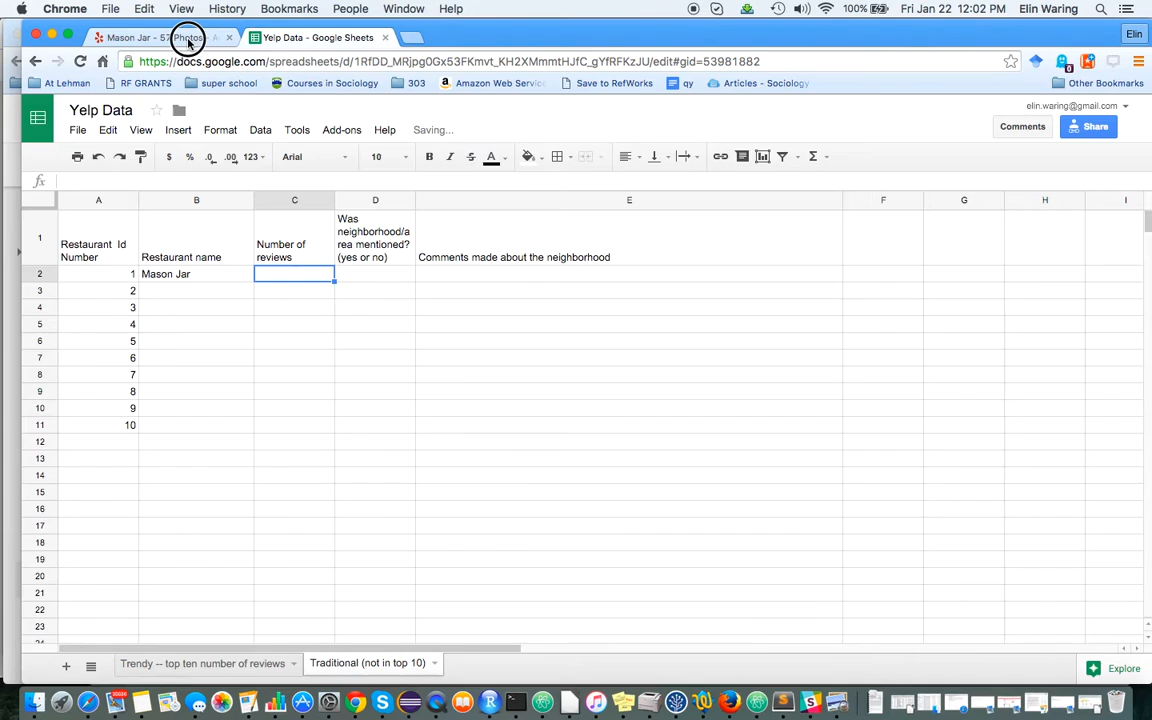 Chrome File Edit View History Bookmarks People Window Help 100% Fri Jan 22 12:02 PM Elin Waring
Mason Jar - 57 Photos Yelp Data - Google Sheets Elin
https://docs.google.com/spreadsheets/d/1RfDD_MRjpg0Gx53FKmvt_KH2XMmmtHJfC_gYfRFKzJU/edit#gid=53981882
At Lehman RF GRANTS super school Courses in Sociology 303 Amazon Web Servic Save to RefWorks qy Articles - Sociology Other Bookmarks
Yelp Data
elin.waring@gmail.com
File Edit View Insert Format Data Tools Add-ons Help Saving...
Comments Share
$ % .0 .00 123 Arial 10 B I S A
fx
A B C D E F G H I
1 Restaurant Id Number Restaurant name Number of reviews Was neighborhood/area mentioned? (yes or no) Comments made about the neighborhood
2 1 Mason Jar
3 2
4 3
5 4
6 5
7 6
8 7
9 8
10 9
11 10
12
13
14
15
16
17
18
19
20
21
22
23
Trendy -- top ten number of reviews Traditional (not in top 10) Explore